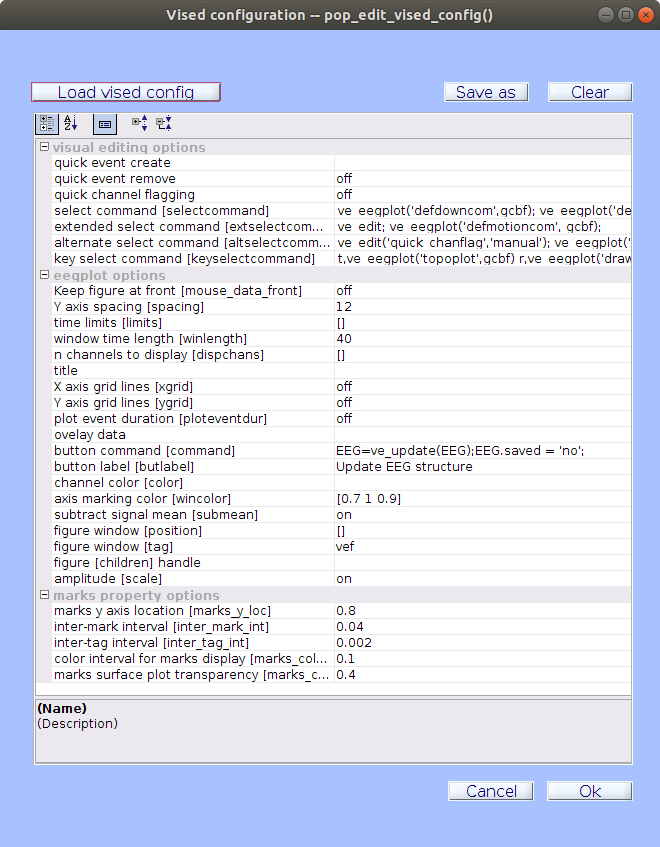 Vised configuration -- pop_edit_vised_config()
Load vised config Save as Clear
visual editing options
quick event create
quick event remove off
quick channel flagging off
select command [selectcommand] ve_eegplot('defdowncom',gcbf); ve_eegplot('de
extended select command [extselectcom... ve_edit; ve_eegplot('defmotioncom', gcbf);
alternate select command [altselectcomm... ve_edit('quick_chanflag','manual'); ve_eegplot('
key select command [keyselectcommand] t,ve_eegplot('topoplot',gcbf) r,ve_eegplot('draw
eegplot options
Keep figure at front [mouse_data_front] off
Y axis spacing [spacing] 12
time limits [limits] []
window time length [winlength] 40
n channels to display [dispchans] []
title
X axis grid lines [xgrid] off
Y axis grid lines [ygrid] off
plot event duration [ploteventdur] off
ovelay data
button command [command] EEG=ve_update(EEG);EEG.saved = 'no';
button label [butlabel] Update EEG structure
channel color [color]
axis marking color [wincolor] [0.7 1 0.9]
subtract signal mean [submean] on
figure window [position] []
figure window [tag] vef
figure [children] handle
amplitude [scale] on
marks property options
marks y axis location [marks_y_loc] 0.8
inter-mark interval [inter_mark_int] 0.04
inter-tag interval [inter_tag_int] 0.002
color interval for marks display [marks_col... 0.1
marks surface plot transparency [marks_c... 0.4
(Name)
(Description)
Cancel Ok